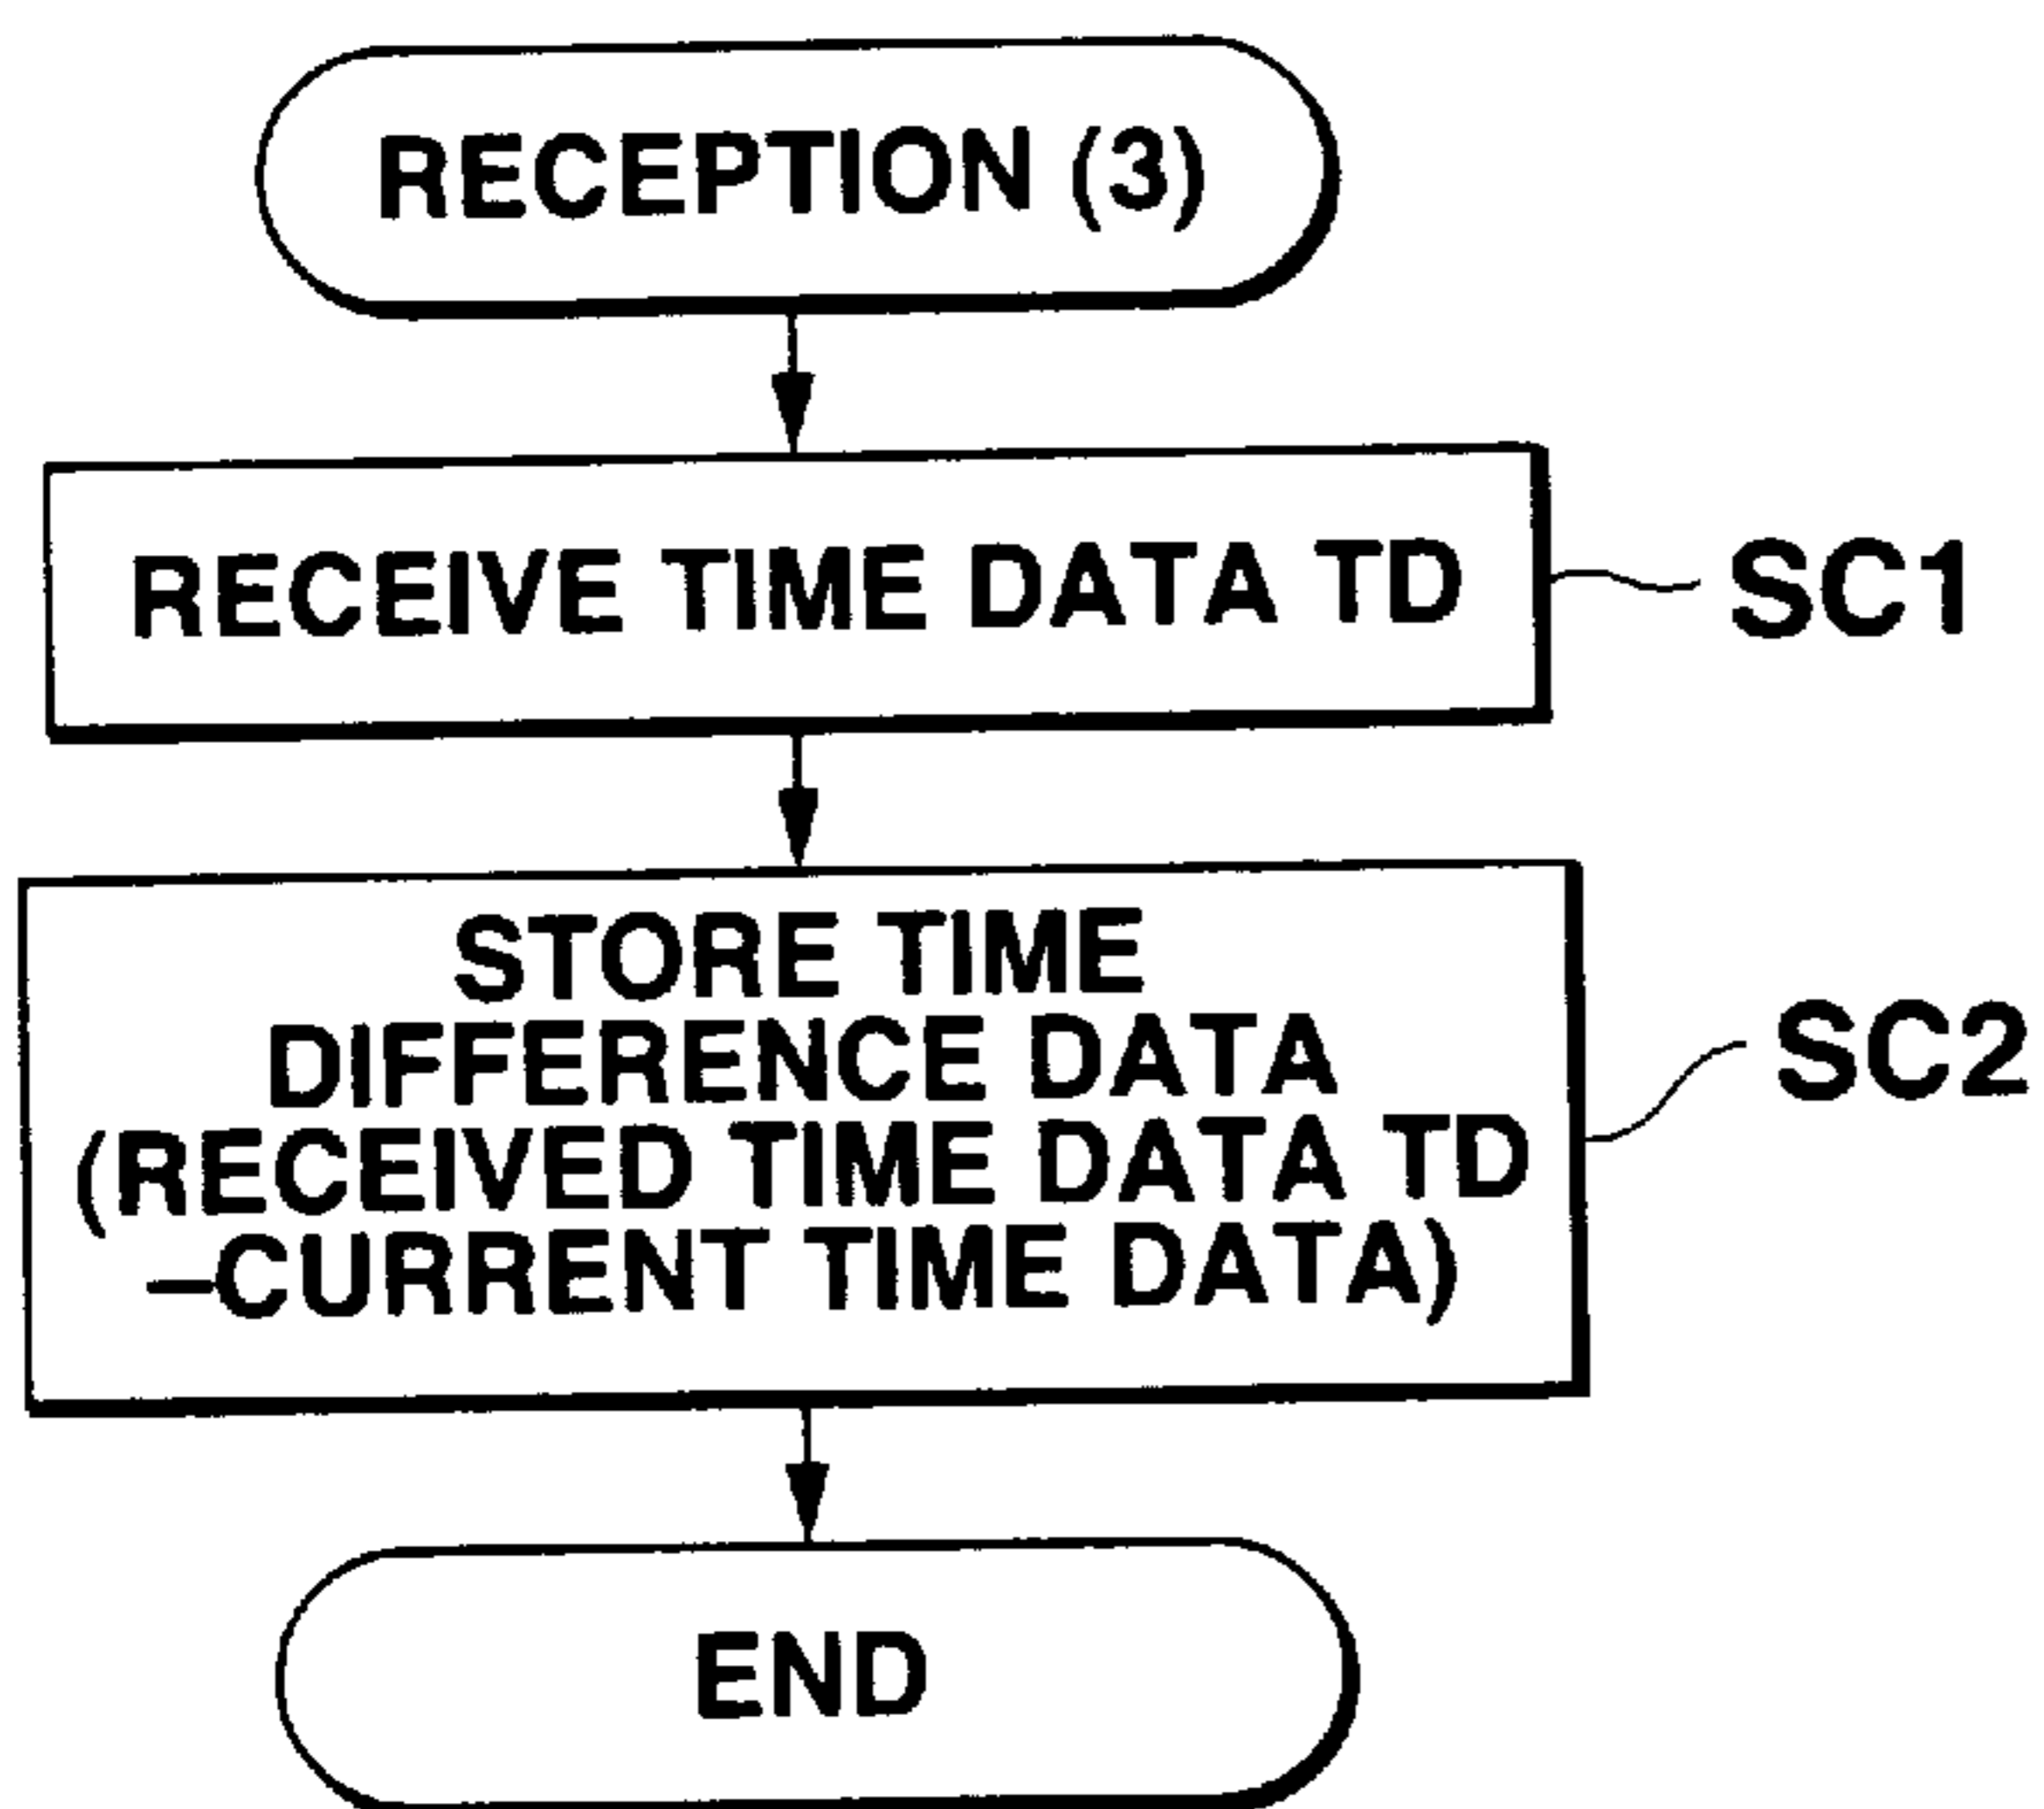 RECEPTION (3)
RECEIVE TIME DATA TD
SC1
STORE TIME
DIFFERENCE DATA
(RECEIVED TIME DATA TD
–CURRENT TIME DATA)
SC2
END